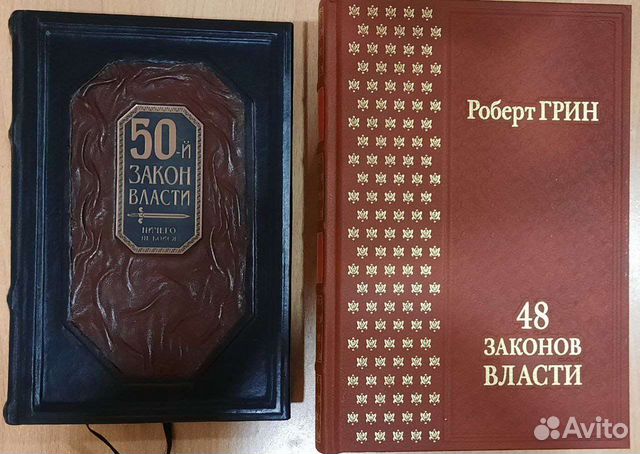 50-й
ЗАКОН
ВЛАСТИ
НИЧЕГО
НЕ БОЙСЯ
Роберт ГРИН
48
ЗАКОНОВ
ВЛАСТИ
Avito